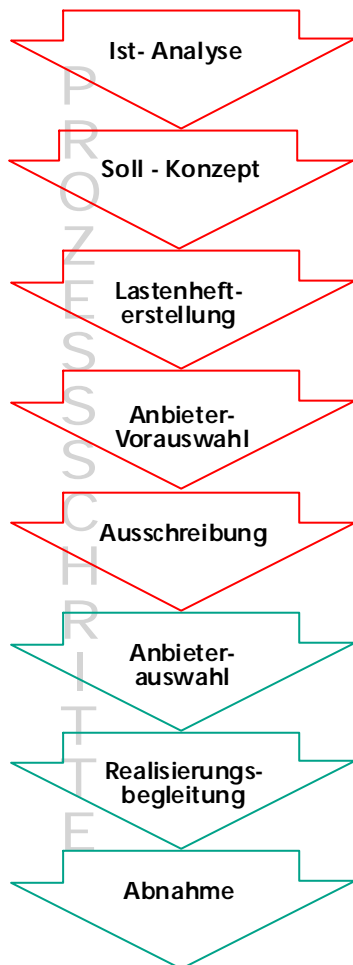 Ist- Analyse
Soll - Konzept
Lastenheft-
erstellung
Anbieter-
Vorauswahl
Ausschreibung
Anbieter-
auswahl
Realisierungs-
begleitung
Abnahme
PROZESSSCHRITTE